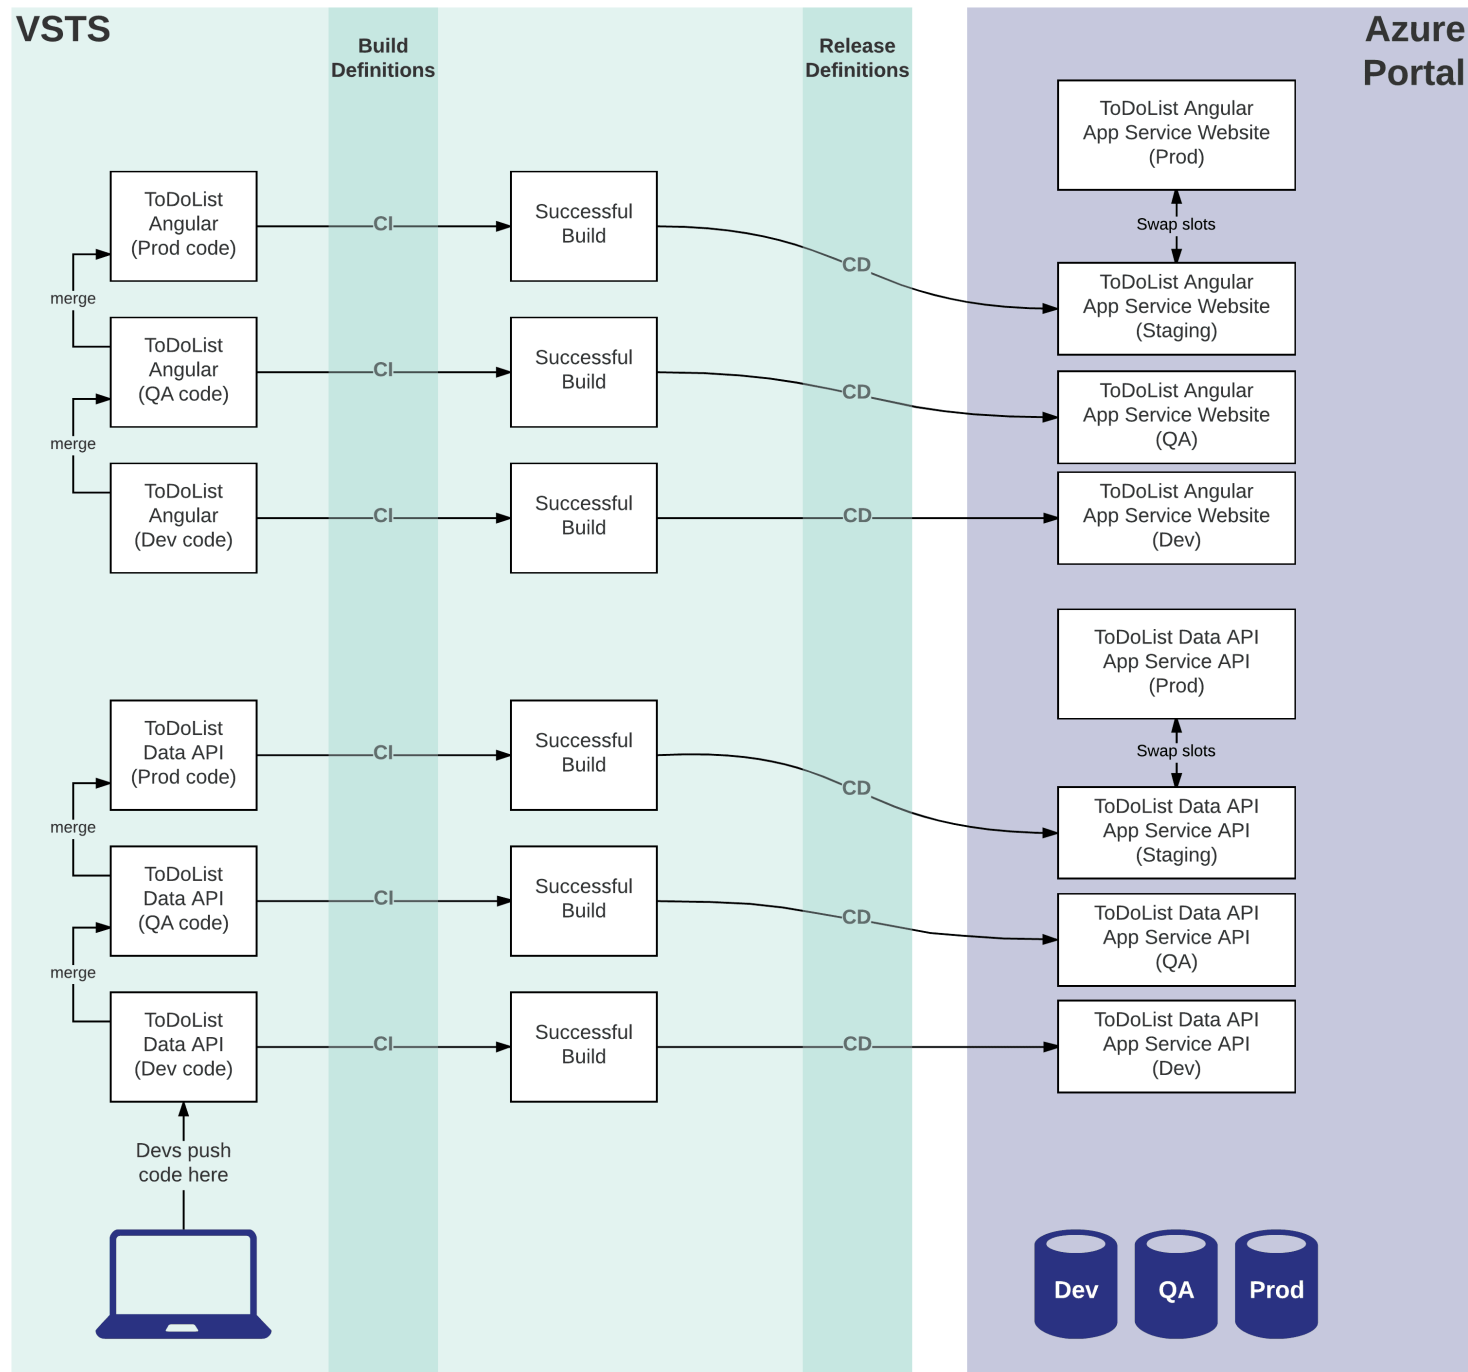 VSTS
Build
Definitions
Release
Definitions
Azure
Portal
ToDoList Angular
App Service Website
(Prod)
Swap slots
ToDoList
Angular
(Prod code)
CI
Successful
Build
CD
ToDoList Angular
App Service Website
(Staging)
merge
ToDoList
Angular
(QA code)
CI
Successful
Build
CD
ToDoList Angular
App Service Website
(QA)
merge
ToDoList
Angular
(Dev code)
CI
Successful
Build
CD
ToDoList Angular
App Service Website
(Dev)
ToDoList Data API
App Service API
(Prod)
Swap slots
ToDoList
Data API
(Prod code)
CI
Successful
Build
CD
ToDoList Data API
App Service API
(Staging)
merge
ToDoList
Data API
(QA code)
CI
Successful
Build
CD
ToDoList Data API
App Service API
(QA)
merge
ToDoList
Data API
(Dev code)
CI
Successful
Build
CD
ToDoList Data API
App Service API
(Dev)
Devs push
code here
Dev
QA
Prod